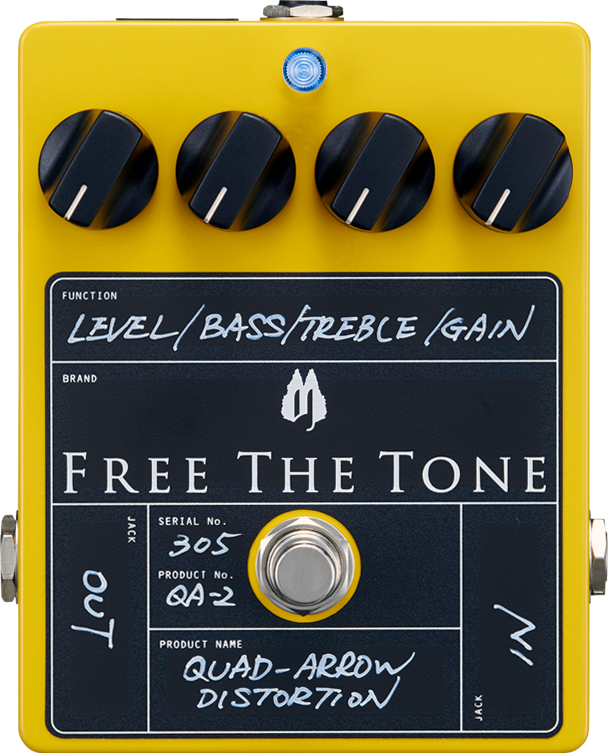 FUNCTION
LEVEL/BASS/TREBLE/GAIN
BRAND
FREE THE TONE
JACK
OUT
SERIAL No.
305
PRODUCT No.
QA-2
PRODUCT NAME
QUAD-ARROW
DISTORTION
IN
JACK